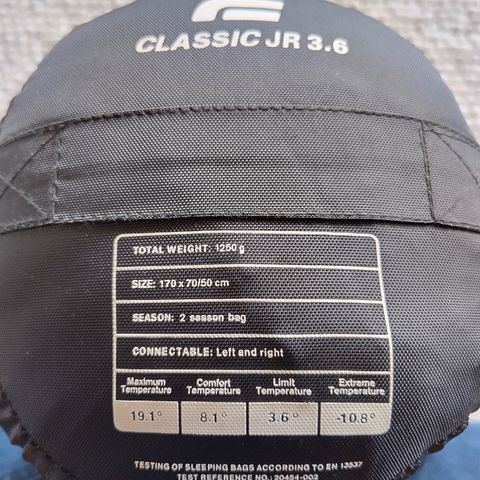 CLASSIC JR 3.6
TOTAL WEIGHT: 1250 g
SIZE: 170 x 70/50 cm
SEASON: 2 season bag
CONNECTABLE: Left and right
Maximum Temperature Comfort Temperature Limit Temperature Extreme Temperature
19.1° 8.1° 3.6° -10.8°
TESTING OF SLEEPING BAGS ACCORDING TO EN 13537
TEST REFERENCE NO.: 20454-002